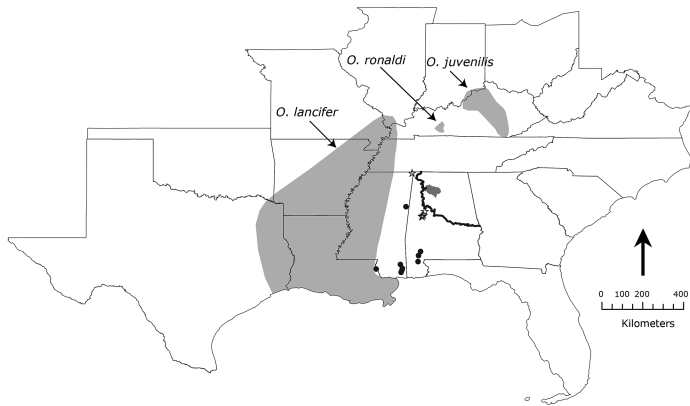 O. ronaldi
O. juvenilis
O. lancifer
0 100 200 400
Kilometers